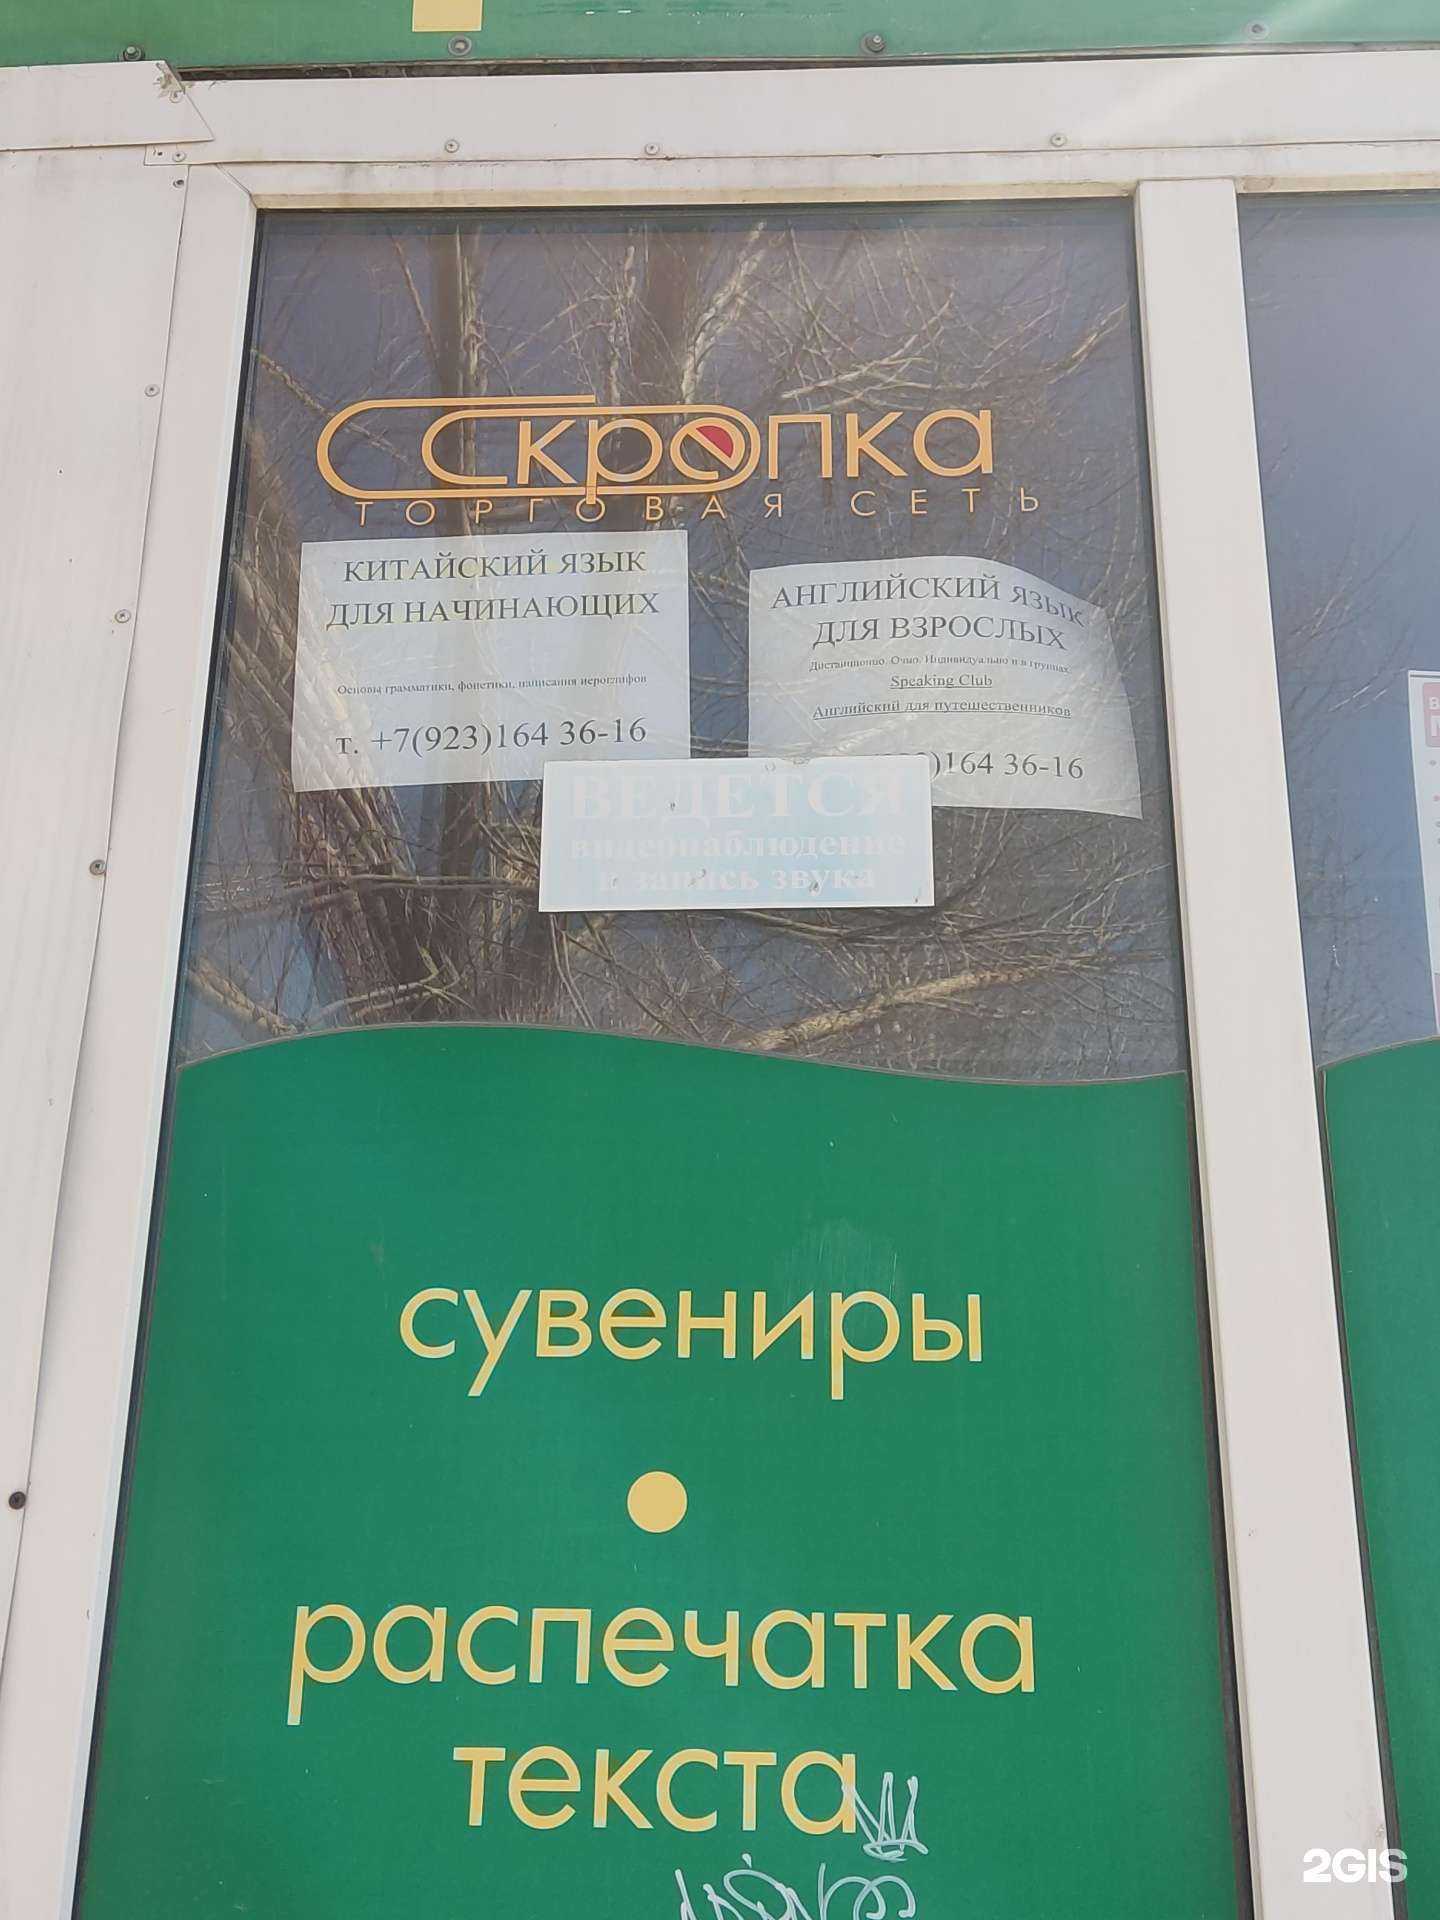 Скрепка
ТОРГОВАЯ СЕТЬ
КИТАЙСКИЙ ЯЗЫК
ДЛЯ НАЧИНАЮЩИХ
Основы грамматики, фонетики, написания иероглифов
т. +7(923)164 36-16
АНГЛИЙСКИЙ ЯЗЫК
ДЛЯ ВЗРОСЛЫХ
Дистанционно. Очно. Индивидуально и в группах.
Speaking Club
Английский для путешественников
)164 36-16
ВЕДЕТСЯ
видеонаблюдение
и запись звука
сувениры
распечатка
текста
2GIS